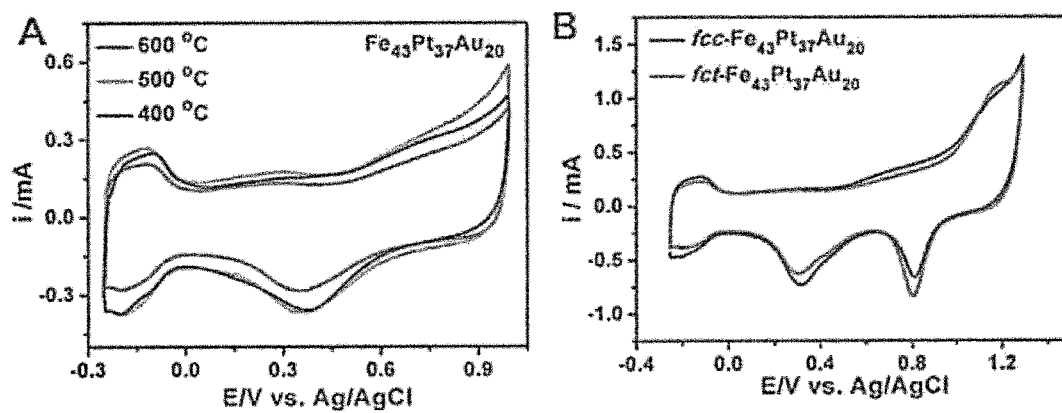 A
600 °C
500 °C
400 °C
Fe43Pt37Au20
0.6
0.3
0.0
-0.3
i /mA
-0.3
0.0
0.3
0.6
0.9
E/V vs. Ag/AgCl
B
fcc-Fe43Pt37Au20
fct-Fe43Pt37Au20
1.5
1.0
0.5
0.0
-0.5
-1.0
i / mA
-0.4
0.0
0.4
0.8
1.2
E/V vs. Ag/AgCl